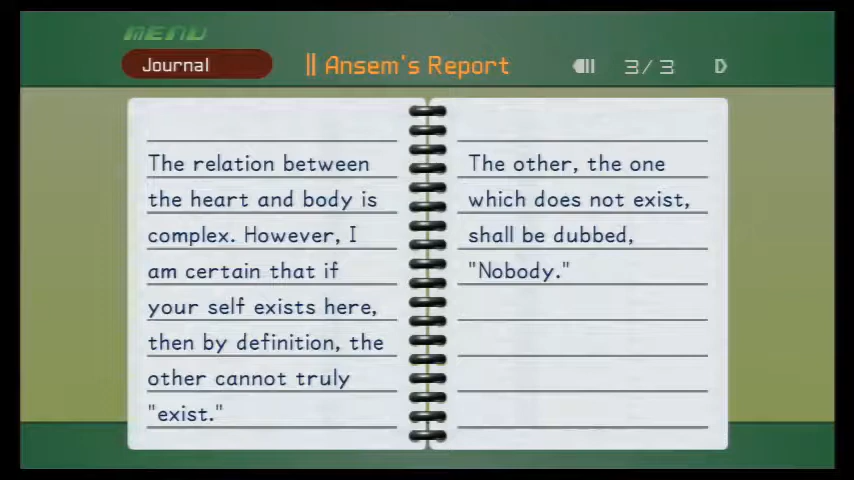 MENU
Journal
Ansem's Report
3/3
The relation between
the heart and body is
complex. However, I
am certain that if
your self exists here,
then by definition, the
other cannot truly
"exist."
The other, the one
which does not exist,
shall be dubbed,
"Nobody."